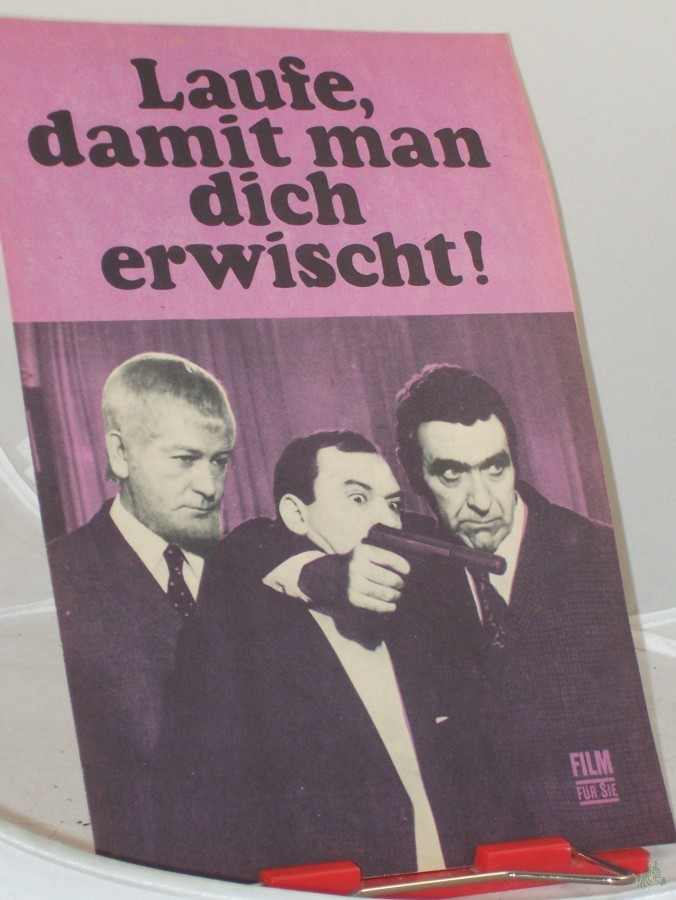 Laufe,
damit man
dich
erwischt!
FILM
FÜR SIE